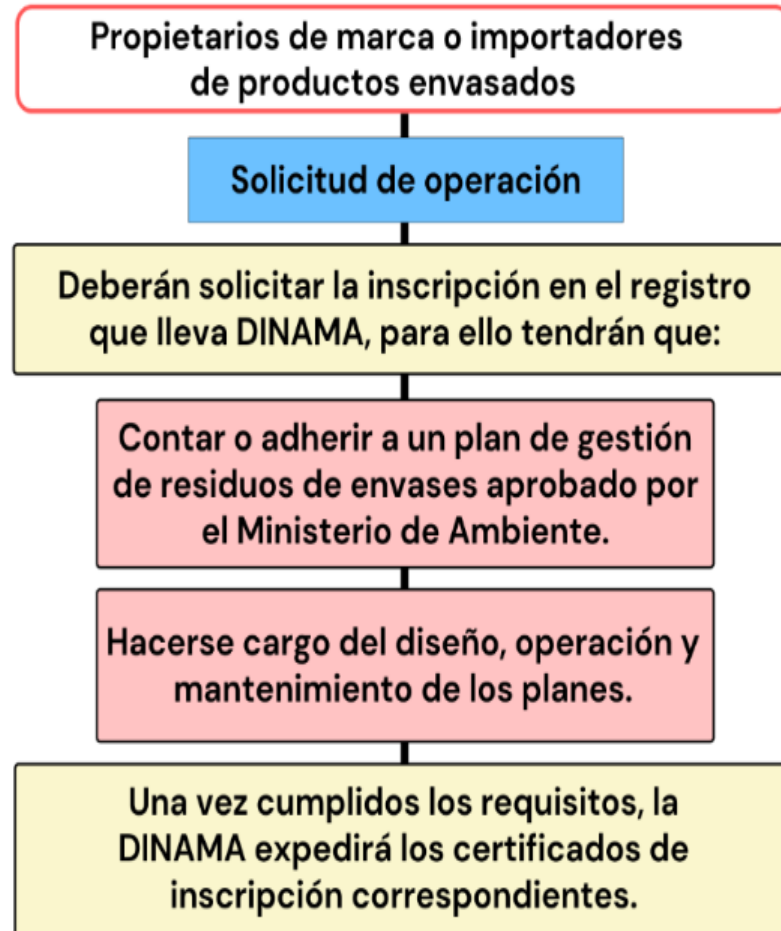 Propietarios de marca o importadores
de productos envasados
Solicitud de operación
Deberán solicitar la inscripción en el registro
que lleva DINAMA, para ello tendrán que:
Contar o adherir a un plan de gestión
de residuos de envases aprobado por
el Ministerio de Ambiente.
Hacerse cargo del diseño, operación y
mantenimiento de los planes.
Una vez cumplidos los requisitos, la
DINAMA expedirá los certificados de
inscripción correspondientes.